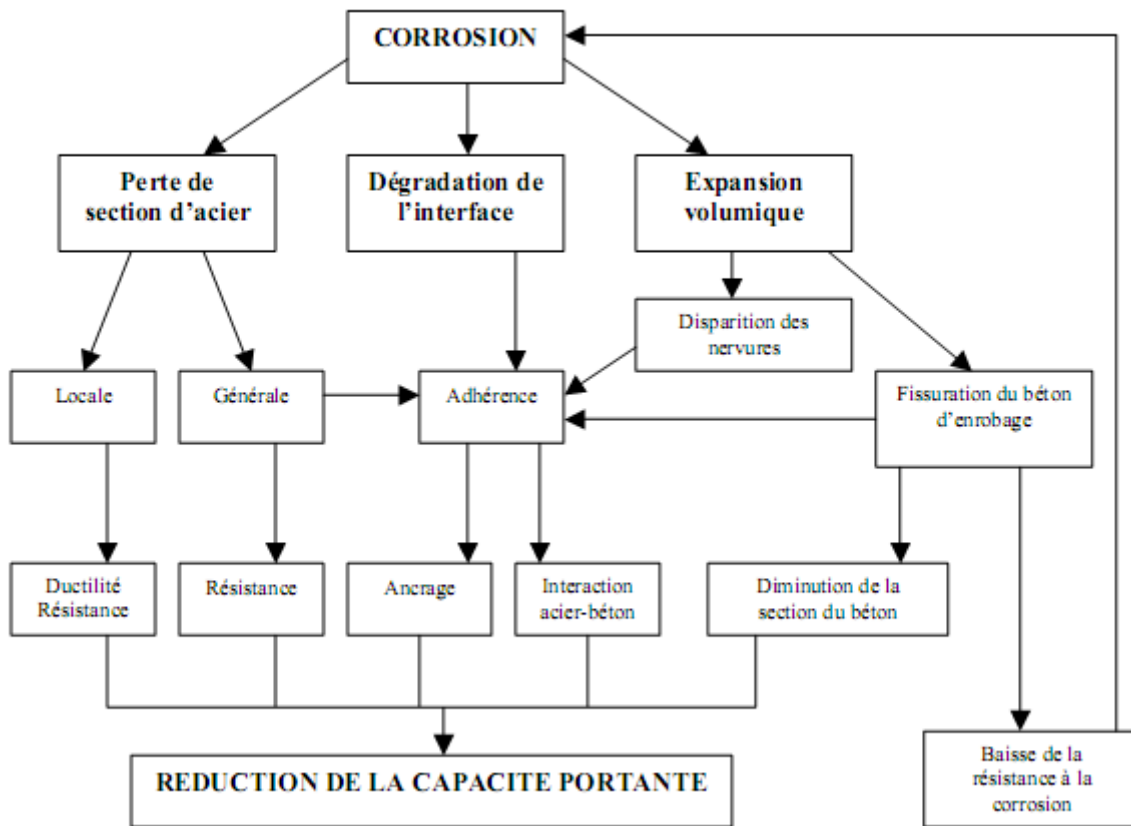 CORROSION
Perte de
section d'acier
Dégradation de
l'interface
Expansion
volumique
Disparition des
nervures
Locale
Générale
Adhérence
Fissuration du béton
d'enrobage
Ductilité
Résistance
Résistance
Ancrage
Interaction
acier-béton
Diminution de la
section du béton
REDUCTION DE LA CAPACITE PORTANTE
Baisse de la
résistance à la
corrosion